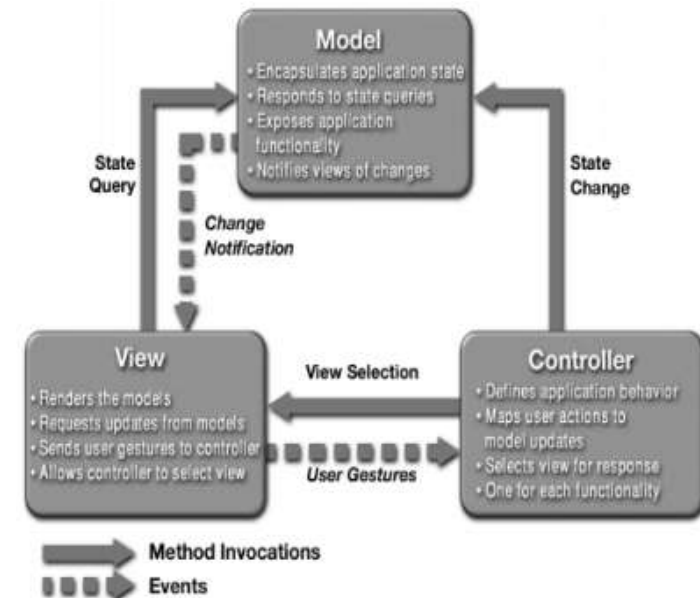 Model
• Encapsulates application state
• Responds to state queries
• Exposes application
functionality
• Notifies views of changes
State
Query
State
Change
Change
Notification
View
• Renders the models
• Requests updates from models
• Sends user gestures to controller
• Allows controller to select view
View Selection
User Gestures
Controller
• Defines application behavior
• Maps user actions to
model updates
• Selects view for response
• One for each functionality
Method Invocations
Events